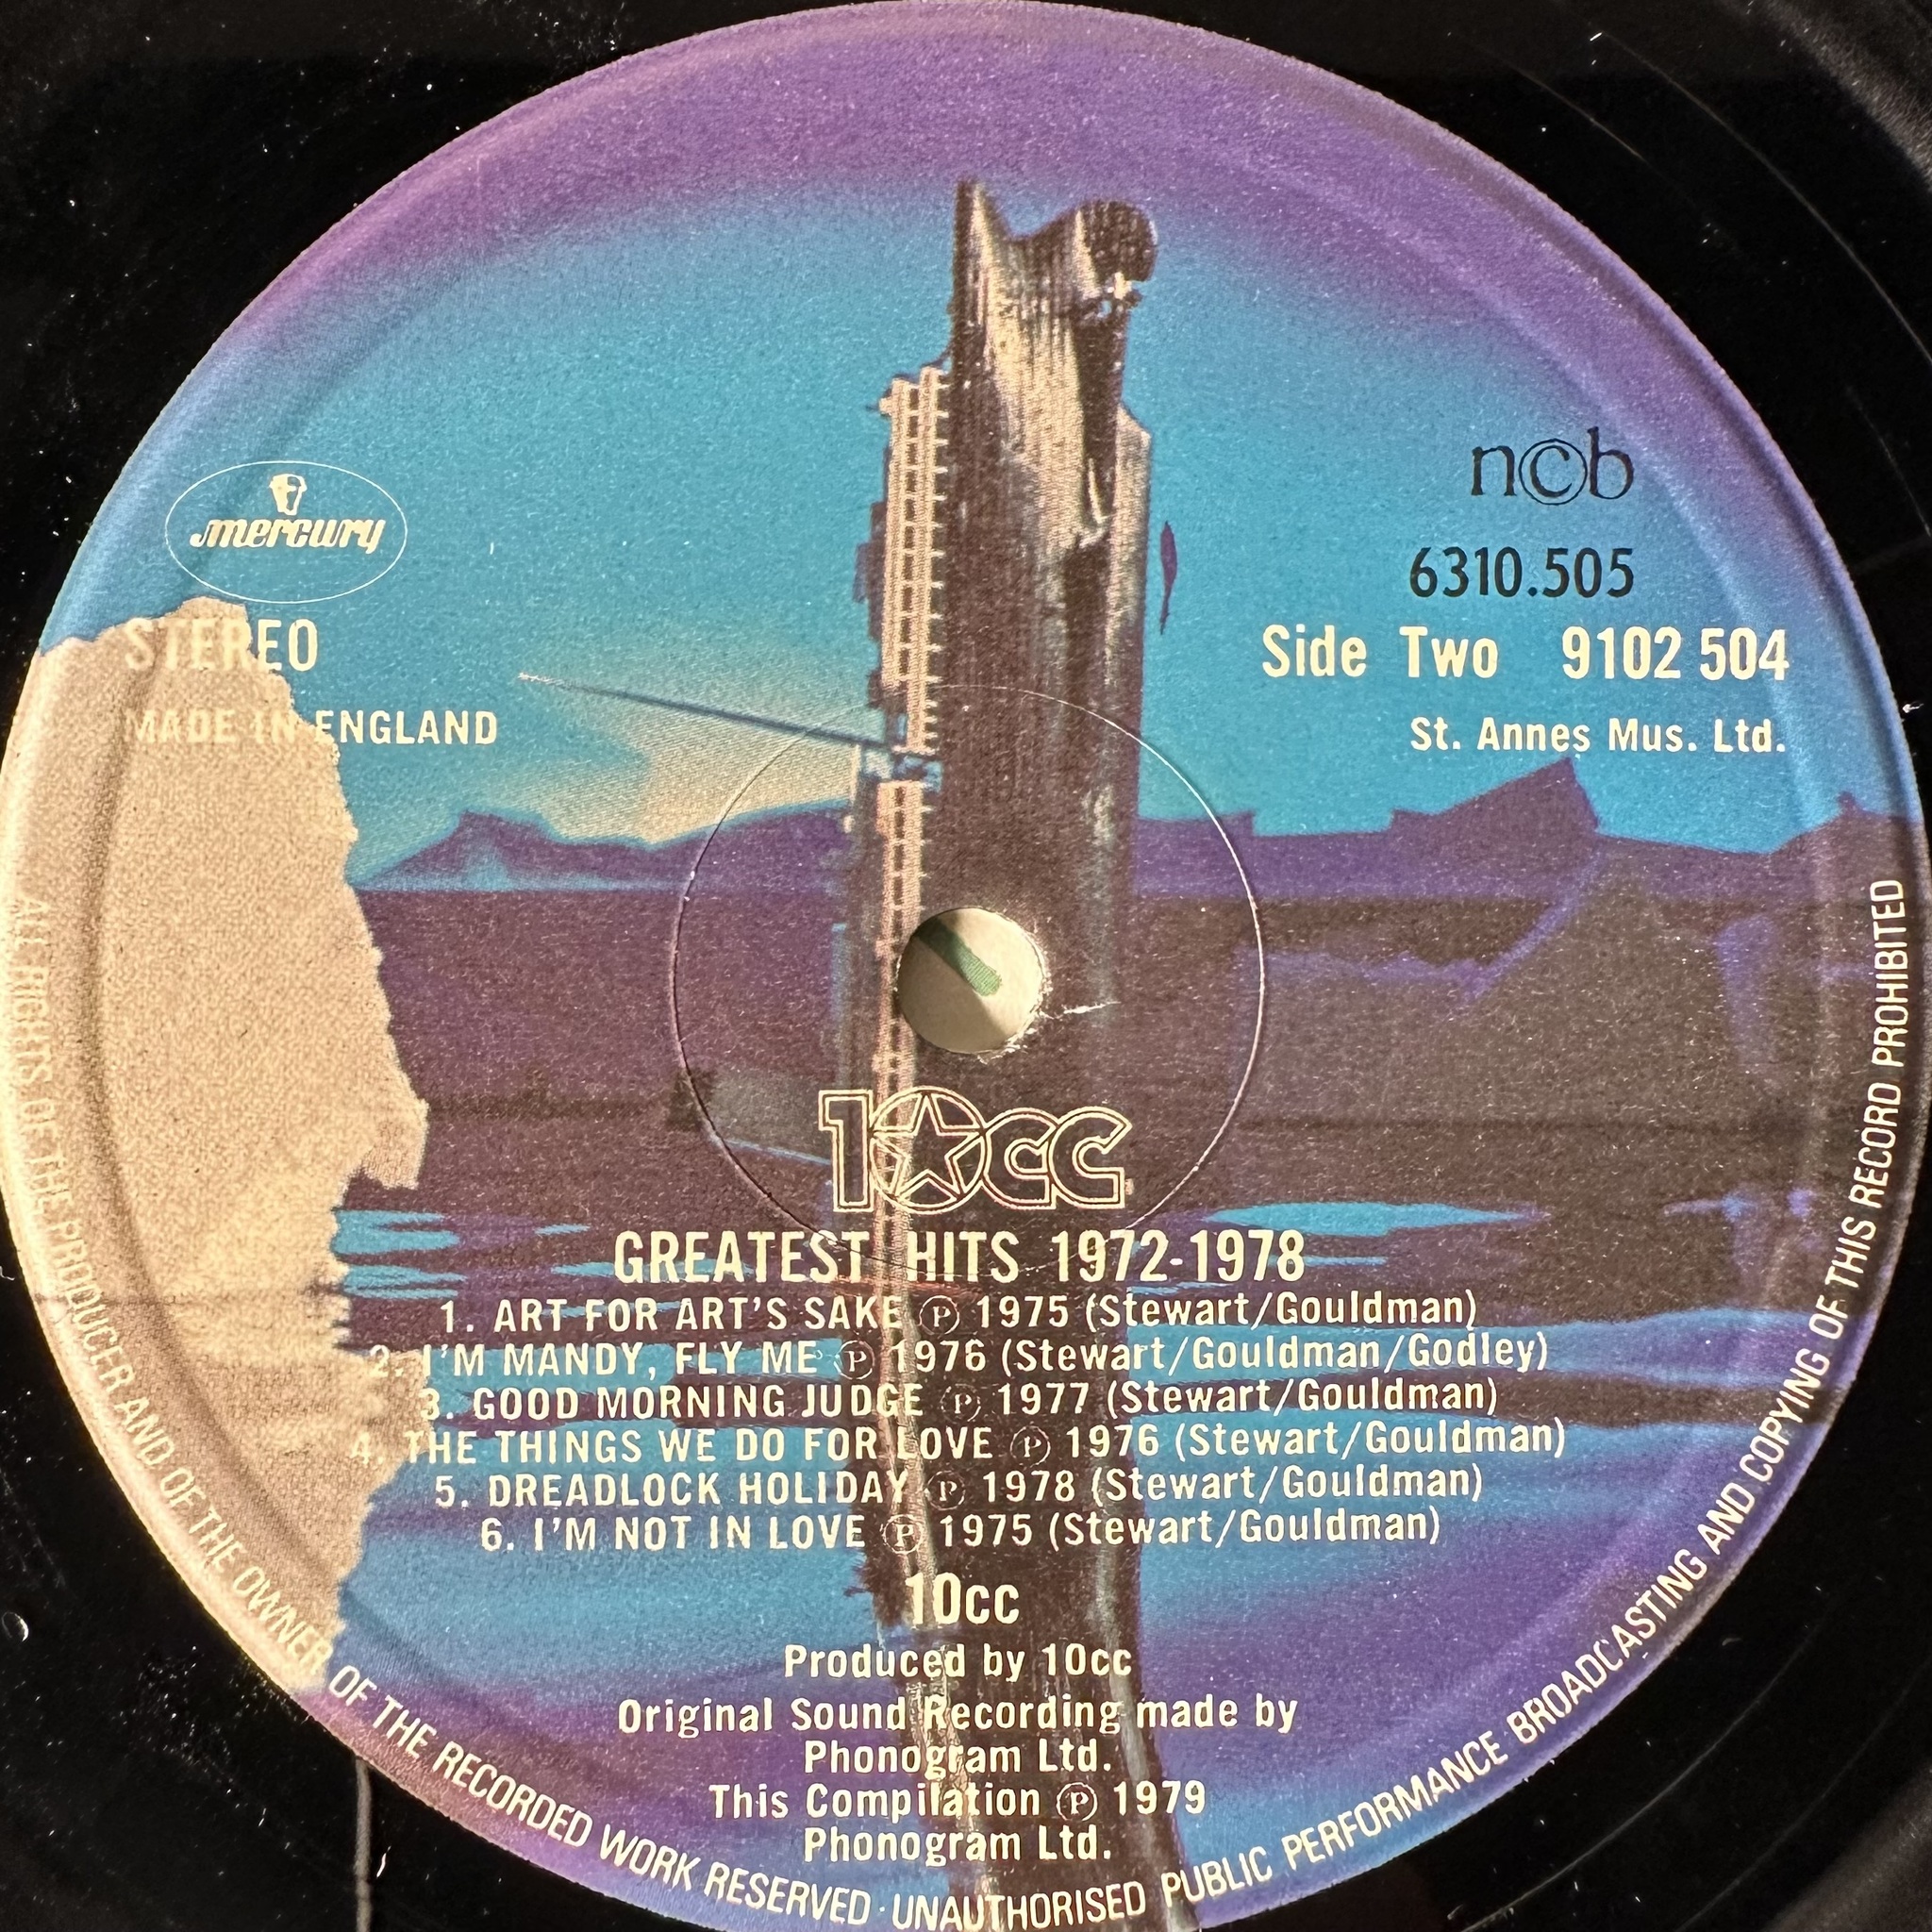 mercury
STEREO
MADE IN ENGLAND
n©b
6310.505
Side Two 9102 504
St. Annes Mus. Ltd.
10cc
GREATEST HITS 1972-1978
1. ART FOR ART'S SAKE ℗ 1975 (Stewart/Gouldman)
2. I'M MANDY, FLY ME ℗ 1976 (Stewart/Gouldman/Godley)
3. GOOD MORNING JUDGE ℗ 1977 (Stewart/Gouldman)
4. THE THINGS WE DO FOR LOVE ℗ 1976 (Stewart/Gouldman)
5. DREADLOCK HOLIDAY ℗ 1978 (Stewart/Gouldman)
6. I'M NOT IN LOVE ℗ 1975 (Stewart/Gouldman)
10cc
Produced by 10cc
Original Sound Recording made by
Phonogram Ltd.
This Compilation ℗ 1979
Phonogram Ltd.
ALL RIGHTS OF THE PRODUCER AND OF THE OWNER OF THE RECORDED WORK RESERVED · UNAUTHORISED PUBLIC PERFORMANCE BROADCASTING AND COPYING OF THIS RECORD PROHIBITED